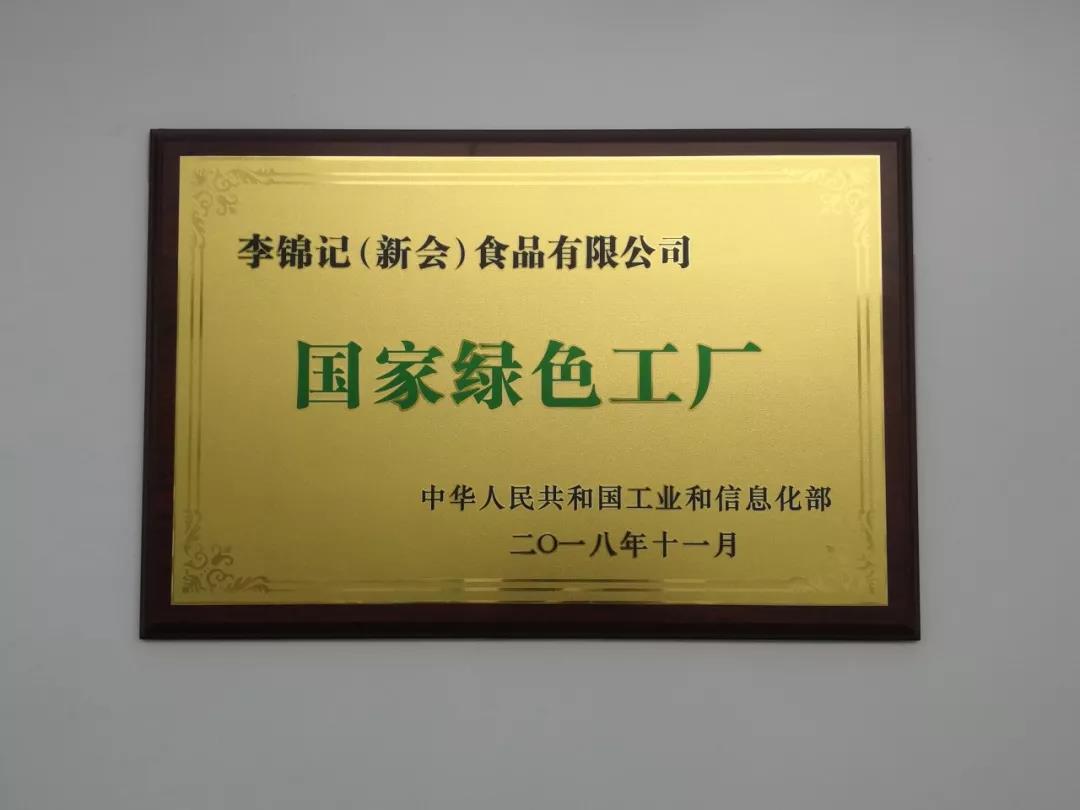 李锦记(新会)食品有限公司
国家绿色工厂
中华人民共和国工业和信息化部
二〇一八年十一月